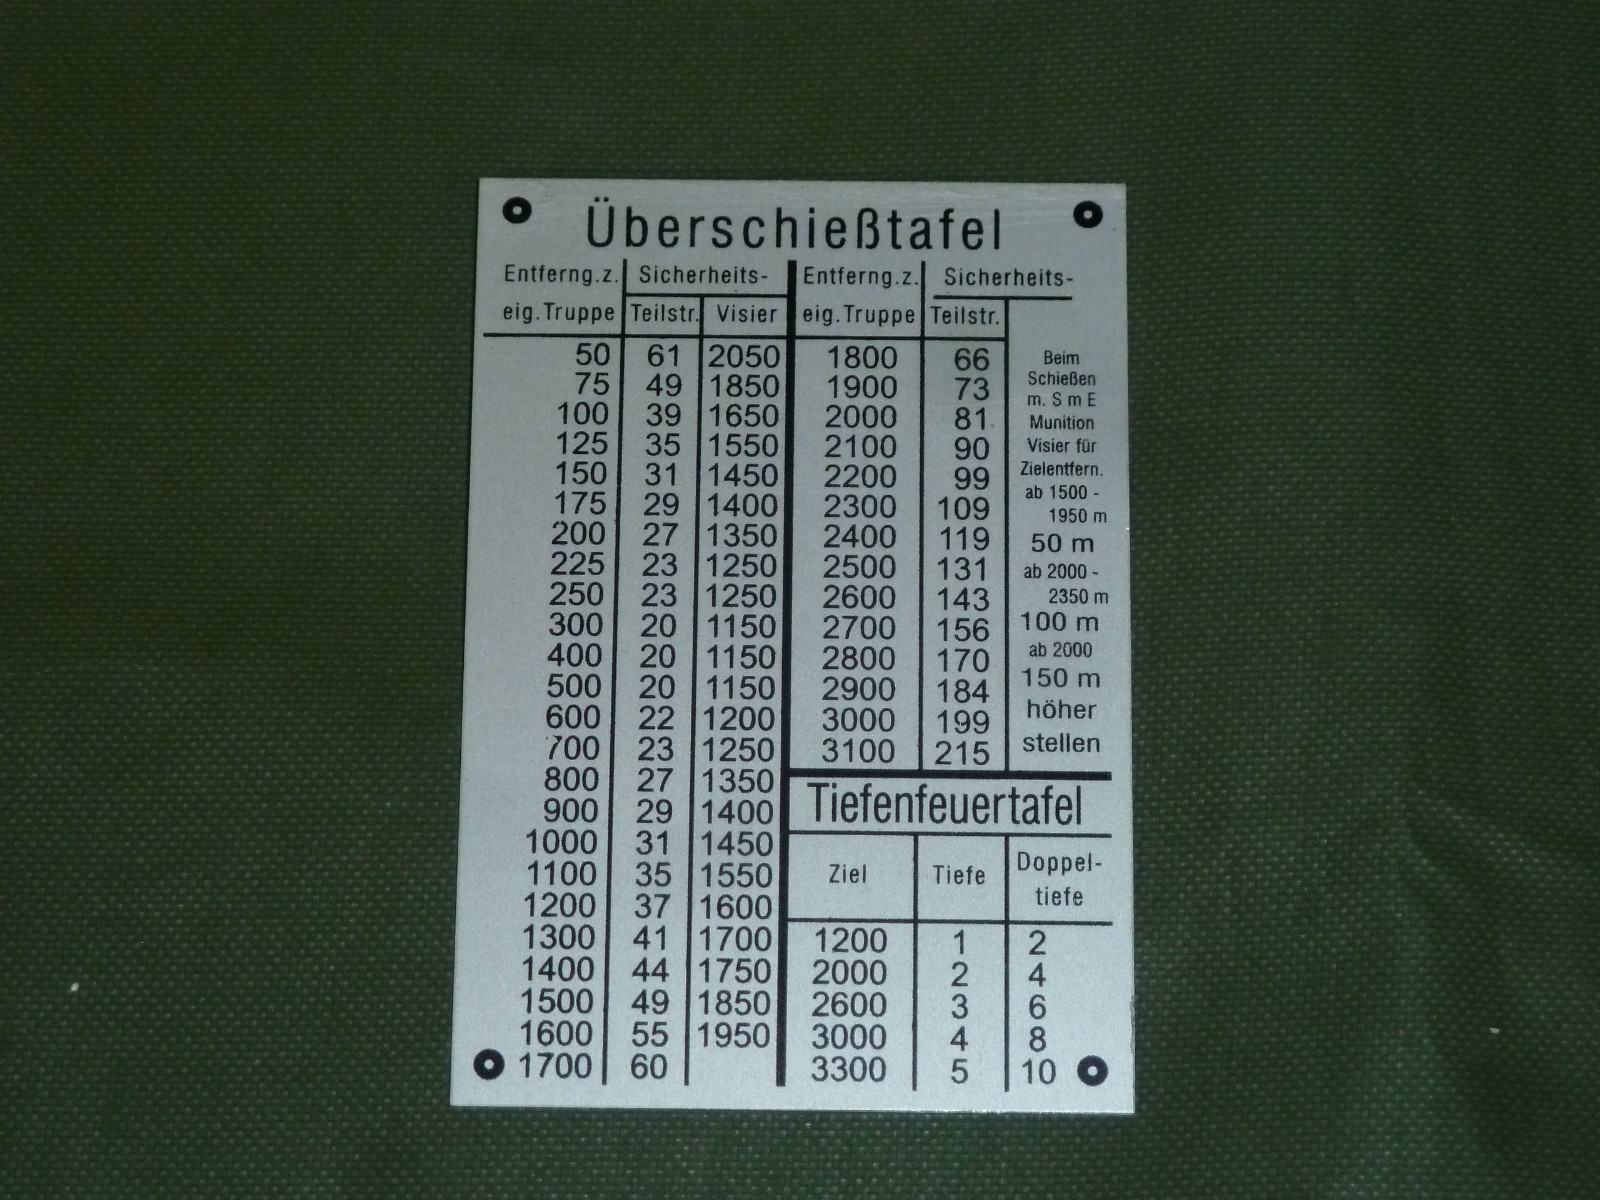 Überschießtafel
Entferng.z. Sicherheits-
eig.Truppe Teilstr. Visier
50 61 2050
75 49 1850
100 39 1650
125 35 1550
150 31 1450
175 29 1400
200 27 1350
225 23 1250
250 23 1250
300 20 1150
400 20 1150
500 20 1150
600 22 1200
700 23 1250
800 27 1350
900 29 1400
1000 31 1450
1100 35 1550
1200 37 1600
1300 41 1700
1400 44 1750
1500 49 1850
1600 55 1950
1700 60
Entferng.z. Sicherheits-
eig.Truppe Teilstr.
1800 66
1900 73
2000 81
2100 90
2200 99
2300 109
2400 119
2500 131
2600 143
2700 156
2800 170
2900 184
3000 199
3100 215
Beim
Schießen
m. S m E
Munition
Visier für
Zielentfern.
ab 1500 -
1950 m
50 m
ab 2000 -
2350 m
100 m
ab 2000
150 m
höher
stellen
Tiefenfeuertafel
Ziel Tiefe Doppel-
tiefe
1200 1 2
2000 2 4
2600 3 6
3000 4 8
3300 5 10